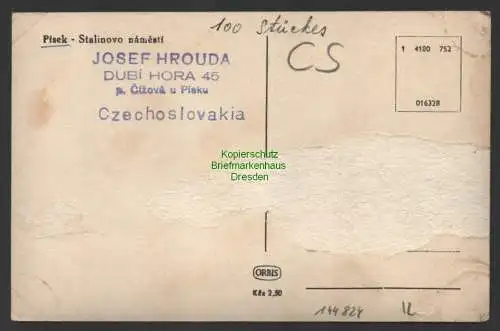 Písek - Stalinovo náměstí
100 Stückes
JOSEF HROUDA
DUBÍ HORA 45
p. Čížová u Písku
Czechoslovakia
CS
1 4100 752
016328
Kopierschutz
Briefmarkenhaus
Dresden
ORBIS
Kčs 2,50
144824